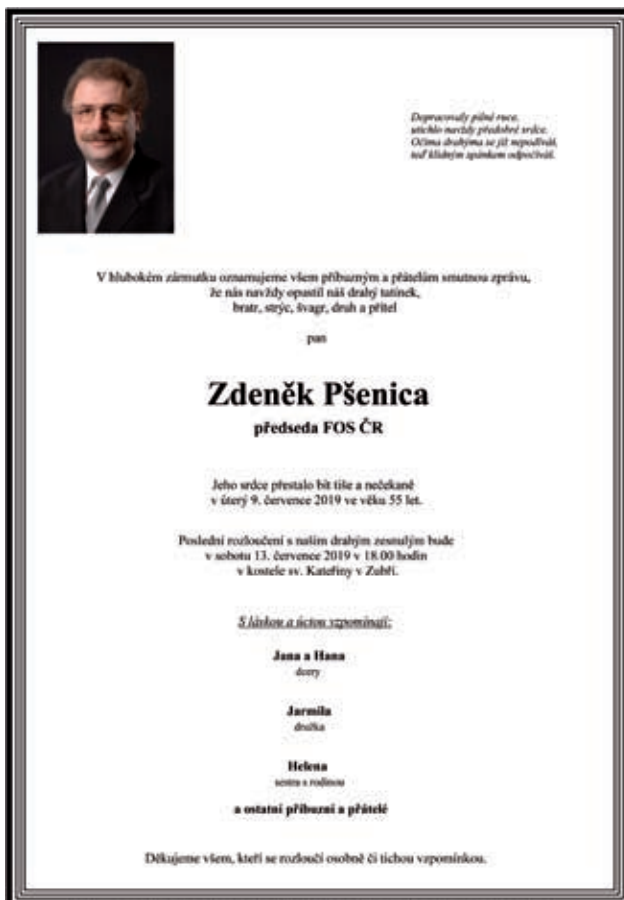 Dopracovaly pilné ruce,
utichlo navždy předobré srdce.
Očima drahýma se již nepodíváš,
teď klidným spánkem odpočíváš.
V hlubokém zármutku oznamujeme všem příbuzným a přátelům smutnou zprávu,
že nás navždy opustil náš drahý tatínek,
bratr, strýc, švagr, druh a přítel
pan
Zdeněk Pšenica
předseda FOS ČR
Jeho srdce přestalo bít tiše a nečekaně
v úterý 9. července 2019 ve věku 55 let.
Poslední rozloučení s naším drahým zesnulým bude
v sobotu 13. července 2019 v 18.00 hodin
v kostele sv. Kateřiny v Zubří.
S láskou a úctou vzpomínají:
Jana a Hana
dcery
Jarmila
družka
Helena
sestra s rodinou
a ostatní příbuzní a přátelé
Děkujeme všem, kteří se rozloučí osobně či tichou vzpomínkou.